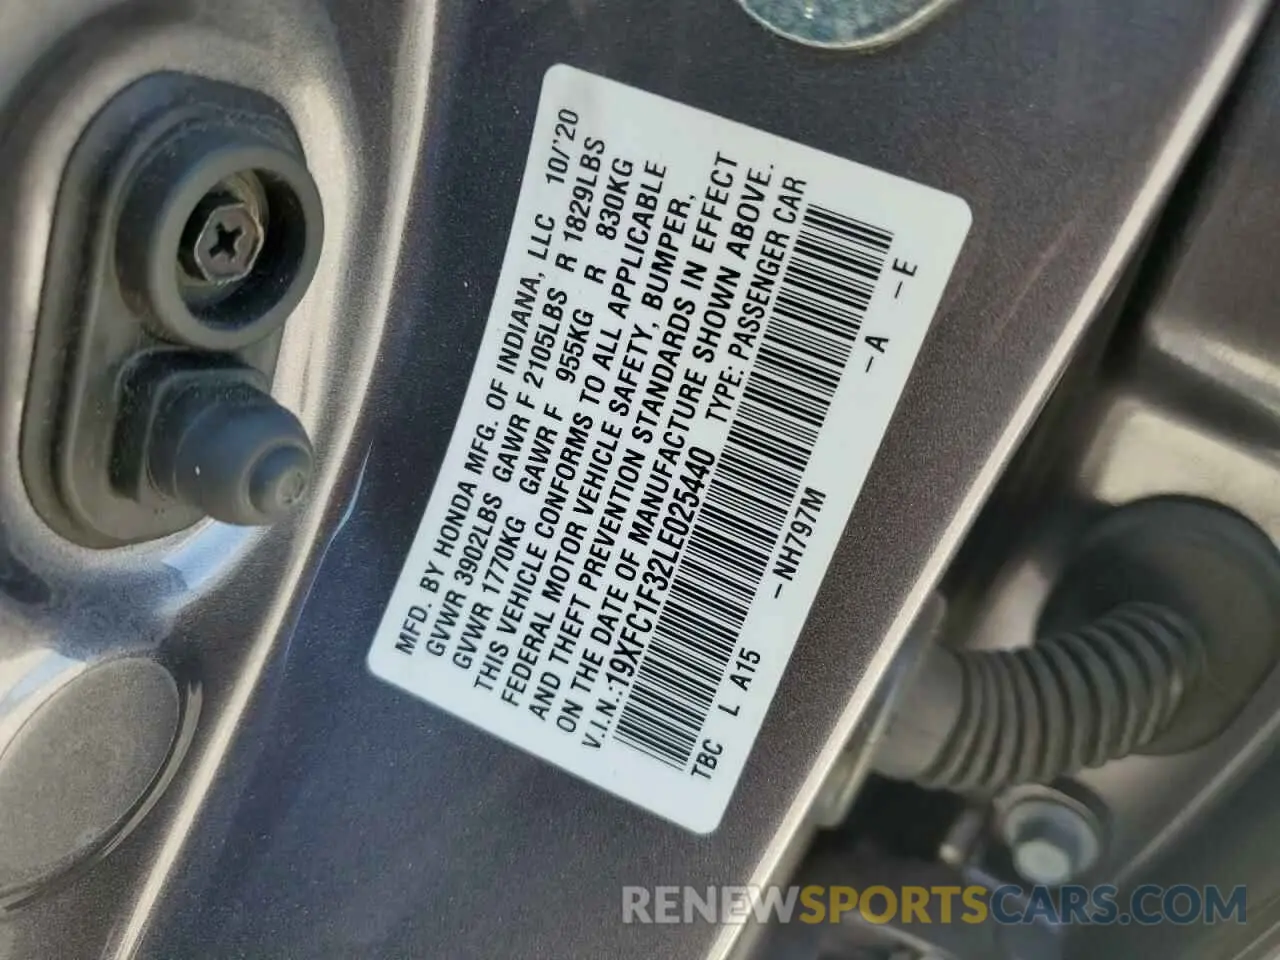 MFD. BY HONDA MFG. OF INDIANA, LLC 10/'20
GVWR 3902LBS GAWR F 2105LBS R 1829LBS
GVWR 1770KG GAWR F 955KG R 830KG
THIS VEHICLE CONFORMS TO ALL APPLICABLE
FEDERAL MOTOR VEHICLE SAFETY, BUMPER,
AND THEFT PREVENTION STANDARDS IN EFFECT
ON THE DATE OF MANUFACTURE SHOWN ABOVE.
V.I.N.:19XFC1F32LE025440 TYPE: PASSENGER CAR
TBC L A15 -NH797M -A -E
RENEWSPORTSCARS.COM